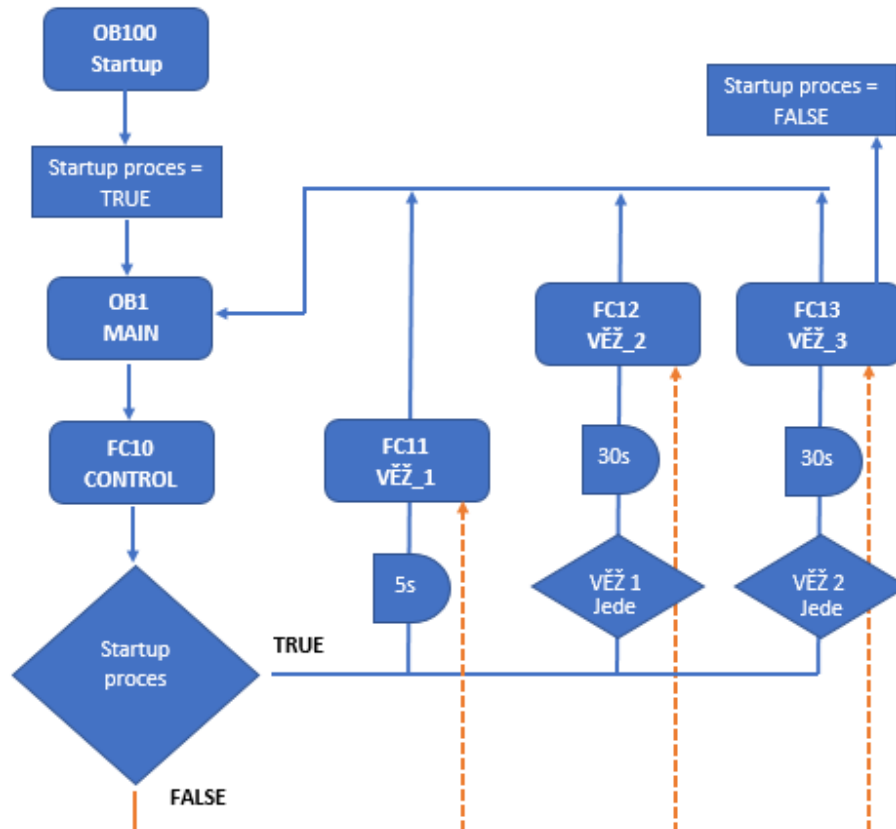 OB100
Startup
Startup proces =
TRUE
Startup proces =
FALSE
OB1
MAIN
FC12
VĚŽ_2
FC13
VĚŽ_3
FC10
CONTROL
FC11
VĚŽ_1
30s
30s
5s
VĚŽ 1
Jede
VĚŽ 2
Jede
Startup
proces
TRUE
FALSE